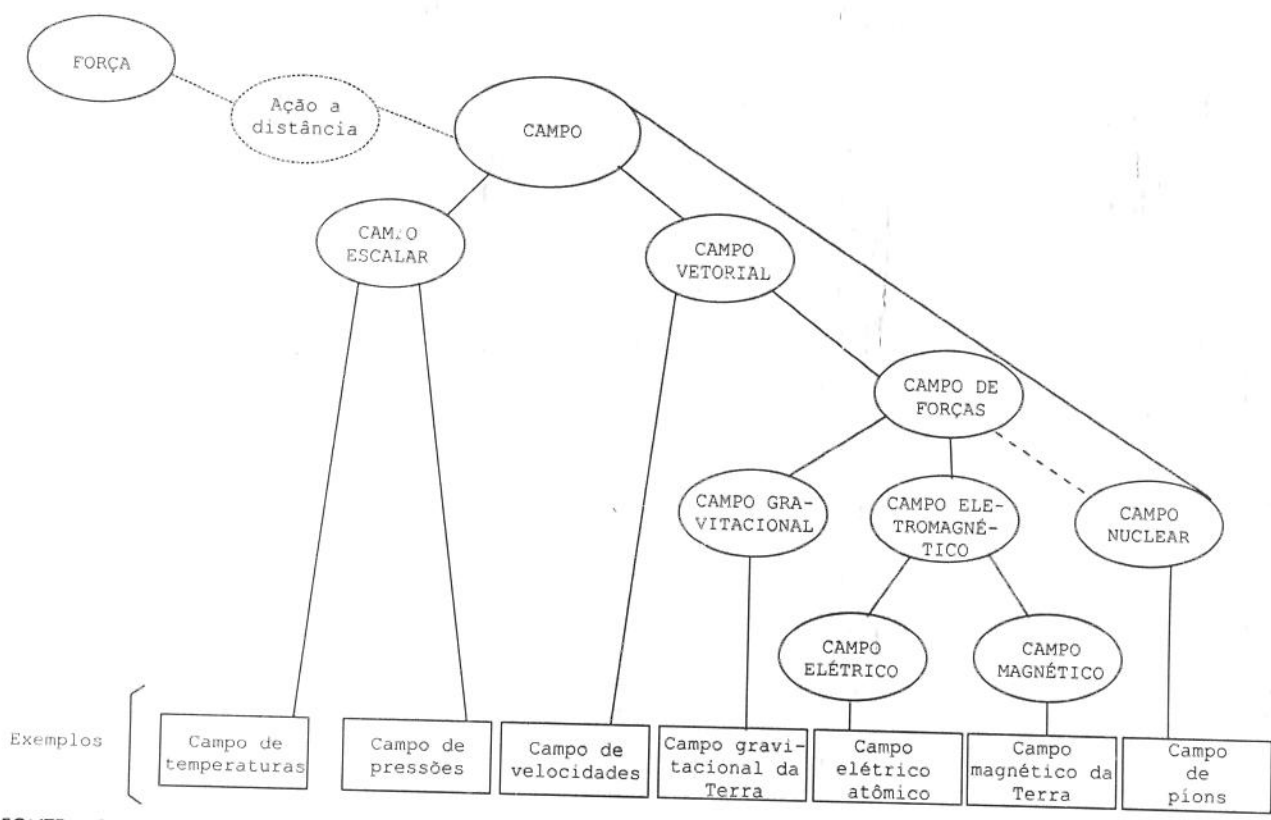 FORÇA
Ação a
distância
CAMPO
CAMPO
ESCALAR
CAMPO
VETORIAL
CAMPO DE
FORÇAS
CAMPO GRA-
VITACIONAL
CAMPO ELE-
TROMAGNÉ-
TICO
CAMPO
NUCLEAR
CAMPO
ELÉTRICO
CAMPO
MAGNÉTICO
Exemplos
Campo de
temperaturas
Campo de
pressões
Campo de
velocidades
Campo gravi-
tacional da
Terra
Campo
elétrico
atômico
Campo
magnético da
Terra
Campo
de
píons